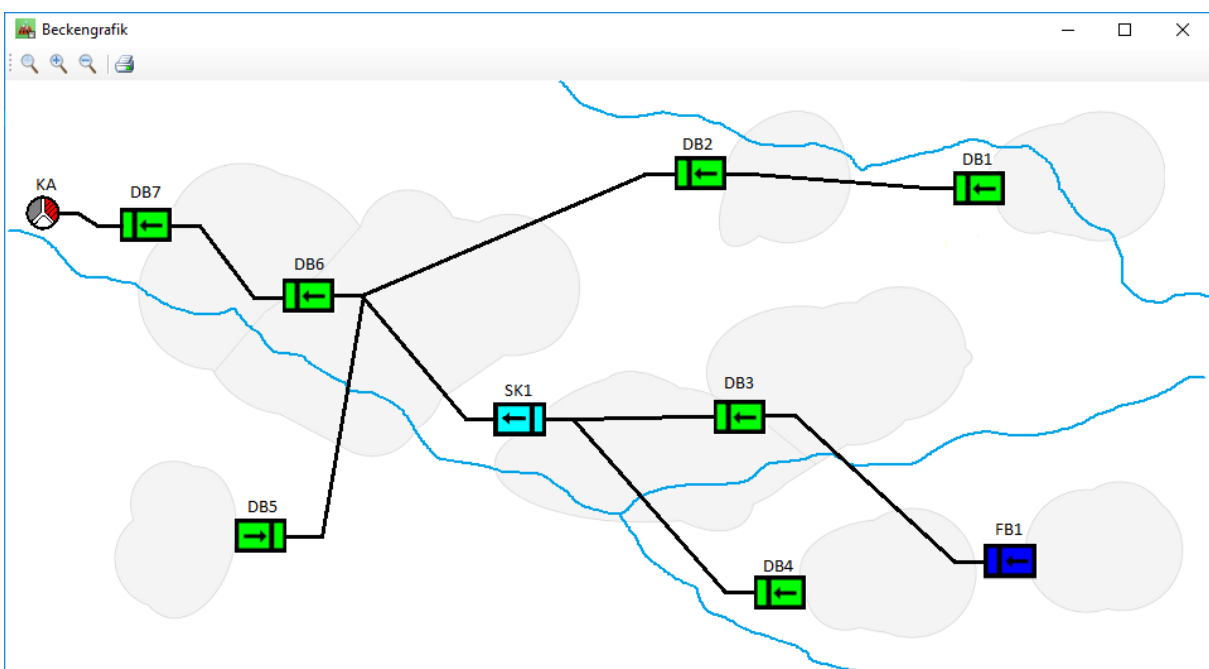 Beckengrafik
DB2
DB1
KA
DB7
DB6
SK1
DB3
DB5
FB1
DB4